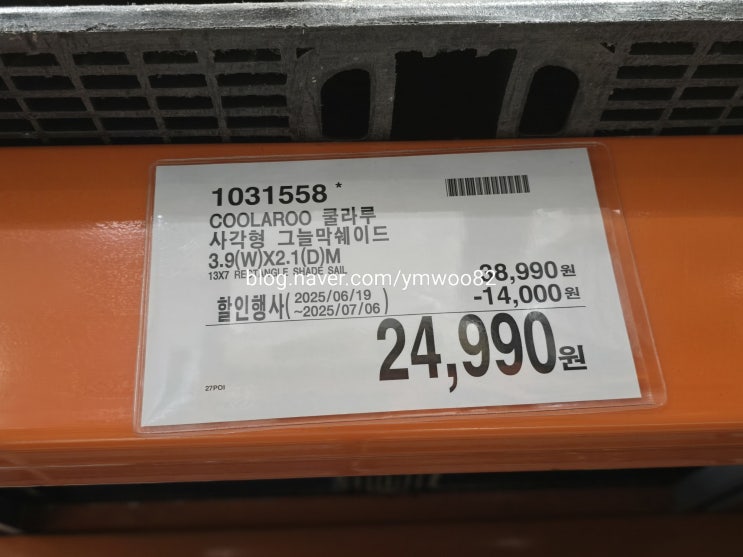 1031558 *
COOLAROO 쿨라루
사각형 그늘막쉐이드
3.9(W)X2.1(D)M
13X7 RECTANGLE SHADE SAIL
blog.naver.com/ymwoo82
38,990원
할인행사( 2025/06/19 ~2025/07/06 )
-14,000원
24,990원
27POI